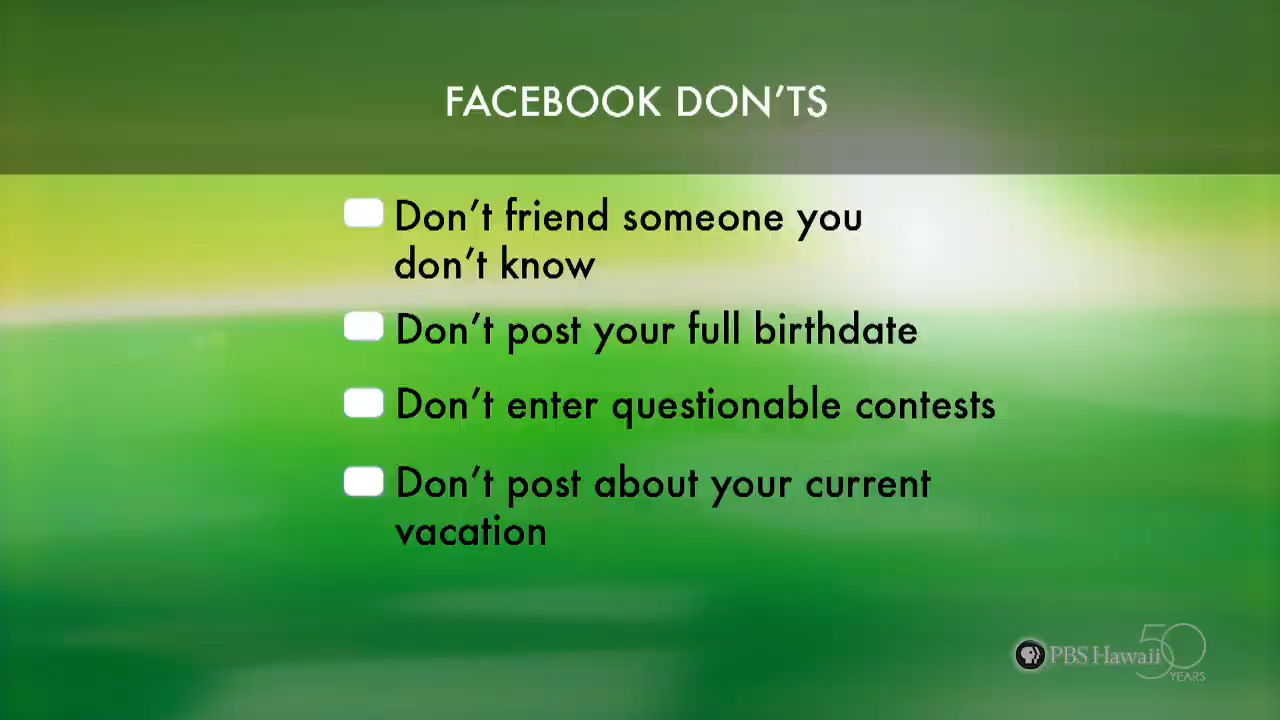 FACEBOOK DON'TS
Don't friend someone you
don't know
Don't post your full birthdate
Don't enter questionable contests
Don't post about your current
vacation
PBS Hawaii 50
YEARS